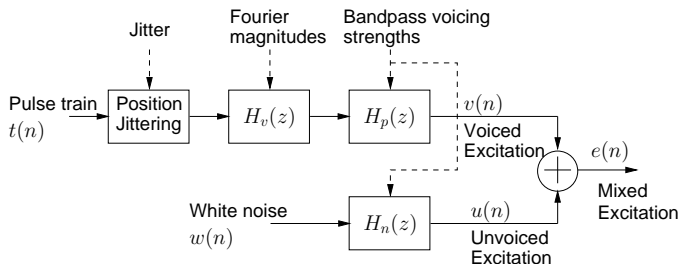 Jitter
Fourier
magnitudes
Bandpass voicing
strengths
Pulse train
t(n)
Position
Jittering
H_v(z)
H_p(z)
v(n)
Voiced
Excitation
e(n)
Mixed
Excitation
White noise
w(n)
H_n(z)
u(n)
Unvoiced
Excitation